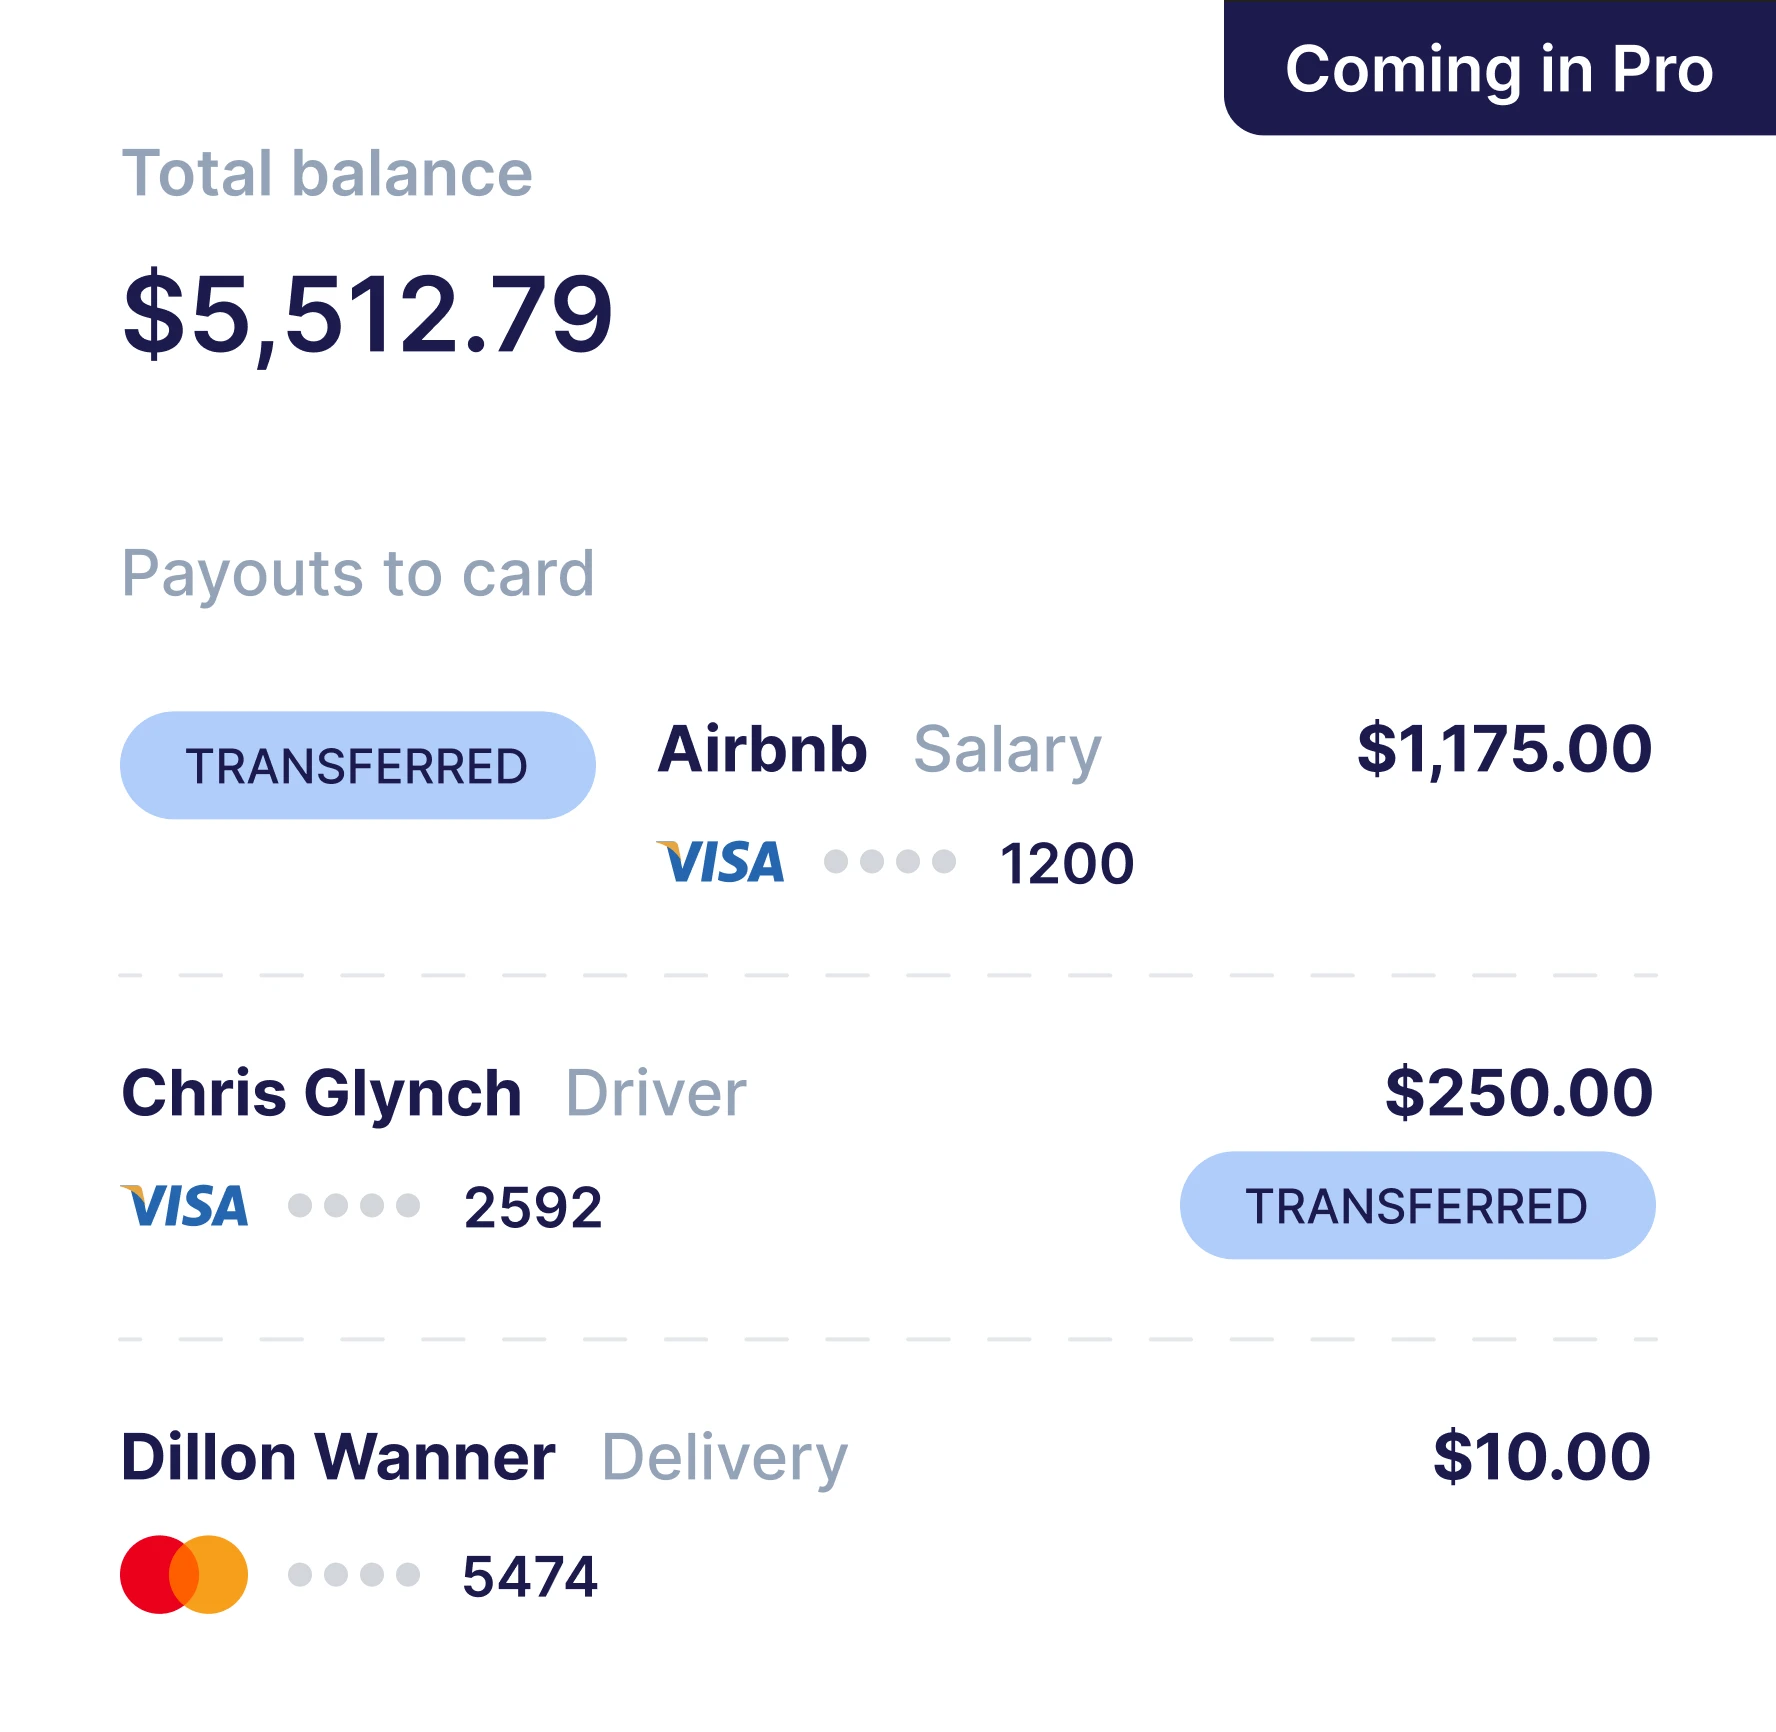 Coming in Pro
Total balance
$5,512.79
Payouts to card
TRANSFERRED
Airbnb Salary $1,175.00
VISA 1200
Chris Glynch Driver $250.00
VISA 2592 TRANSFERRED
Dillon Wanner Delivery $10.00
5474